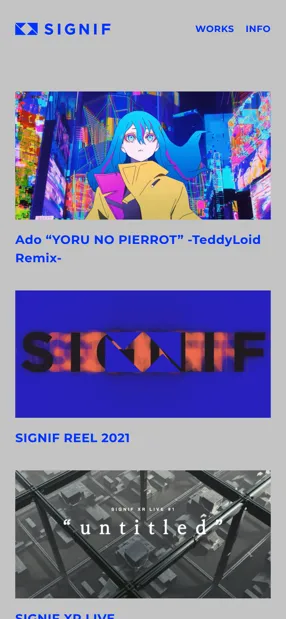 SIGNIF
WORKS INFO
Ado “YORU NO PIERROT” -TeddyLoid
Remix-
SIGNIF
SIGNIF REEL 2021
SIGNIF XR LIVE #1
“untitled”
SIGNIF XR LIVE